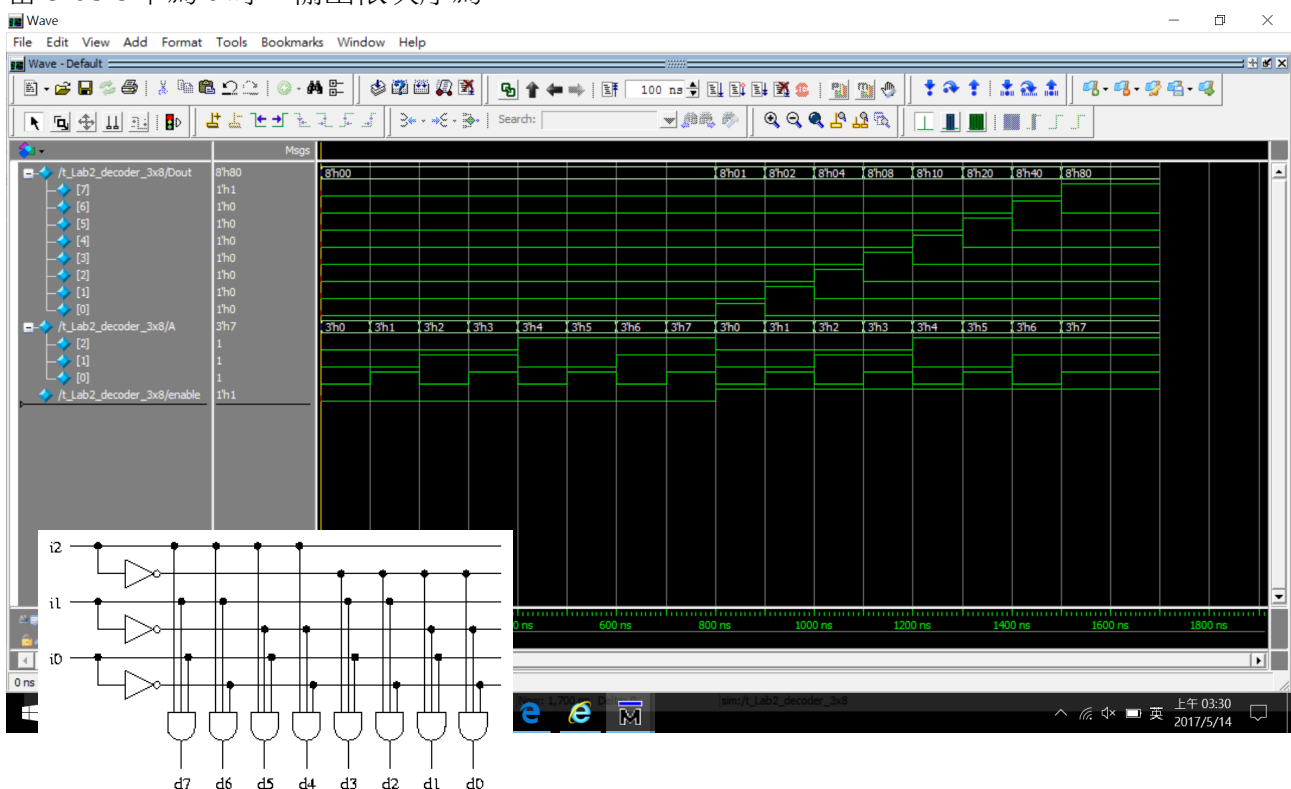 Wave
File Edit View Add Format Tools Bookmarks Window Help
Wave - Default
100 ns
Search:
Msgs
/t_Lab2_decoder_3x8/Dout 8'h80 8'h00 8'h01 8'h02 8'h04 8'h08 8'h10 8'h20 8'h40 8'h80
[7] 1'h1
[6] 1'h0
[5] 1'h0
[4] 1'h0
[3] 1'h0
[2] 1'h0
[1] 1'h0
[0] 1'h0
/t_Lab2_decoder_3x8/A 3'h7 3'h0 3'h1 3'h2 3'h3 3'h4 3'h5 3'h6 3'h7 3'h0 3'h1 3'h2 3'h3 3'h4 3'h5 3'h6 3'h7
[2] 1
[1] 1
[0] 1
/t_Lab2_decoder_3x8/enable 1'h1
i2
i1
i0
0 ns 600 ns 800 ns 1000 ns 1200 ns 1400 ns 1600 ns 1800 ns
0 ns
Now: 1,700 ns sim:/t_Lab2_decoder_3x8
英 上午 03:30
2017/5/14
d7 d6 d5 d4 d3 d2 d1 d0